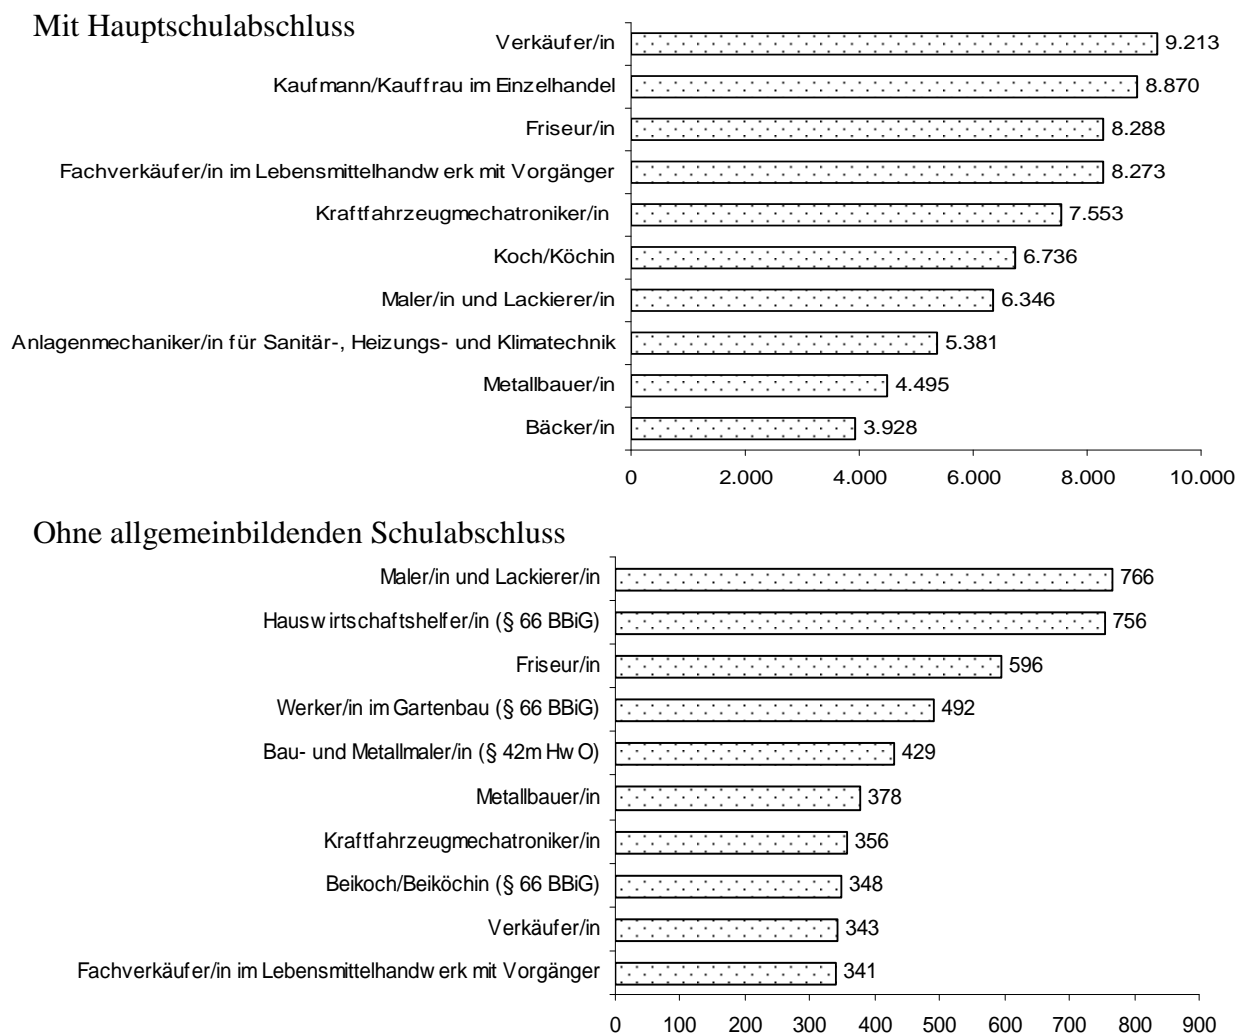 Mit Hauptschulabschluss
Verkäufer/in 9.213
Kaufmann/Kauffrau im Einzelhandel 8.870
Friseur/in 8.288
Fachverkäufer/in im Lebensmittelhandwerk mit Vorgänger 8.273
Kraftfahrzeugmechatroniker/in 7.553
Koch/Köchin 6.736
Maler/in und Lackierer/in 6.346
Anlagenmechaniker/in für Sanitär-, Heizungs- und Klimatechnik 5.381
Metallbauer/in 4.495
Bäcker/in 3.928
0 2.000 4.000 6.000 8.000 10.000
Ohne allgemeinbildenden Schulabschluss
Maler/in und Lackierer/in 766
Hauswirtschaftshelfer/in (§ 66 BBiG) 756
Friseur/in 596
Werker/in im Gartenbau (§ 66 BBiG) 492
Bau- und Metallmaler/in (§ 42m HwO) 429
Metallbauer/in 378
Kraftfahrzeugmechatroniker/in 356
Beikoch/Beiköchin (§ 66 BBiG) 348
Verkäufer/in 343
Fachverkäufer/in im Lebensmittelhandwerk mit Vorgänger 341
0 100 200 300 400 500 600 700 800 900